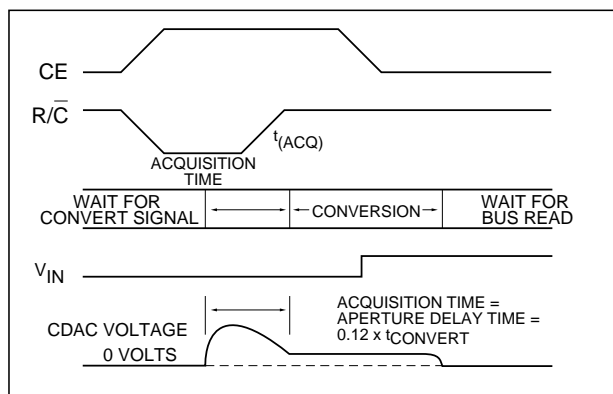 CE
R/C̅
t(ACQ)
ACQUISITION
TIME
WAIT FOR
CONVERT SIGNAL
CONVERSION
WAIT FOR
BUS READ
VIN
ACQUISITION TIME =
APERTURE DELAY TIME =
0.12 x tCONVERT
CDAC VOLTAGE
0 VOLTS